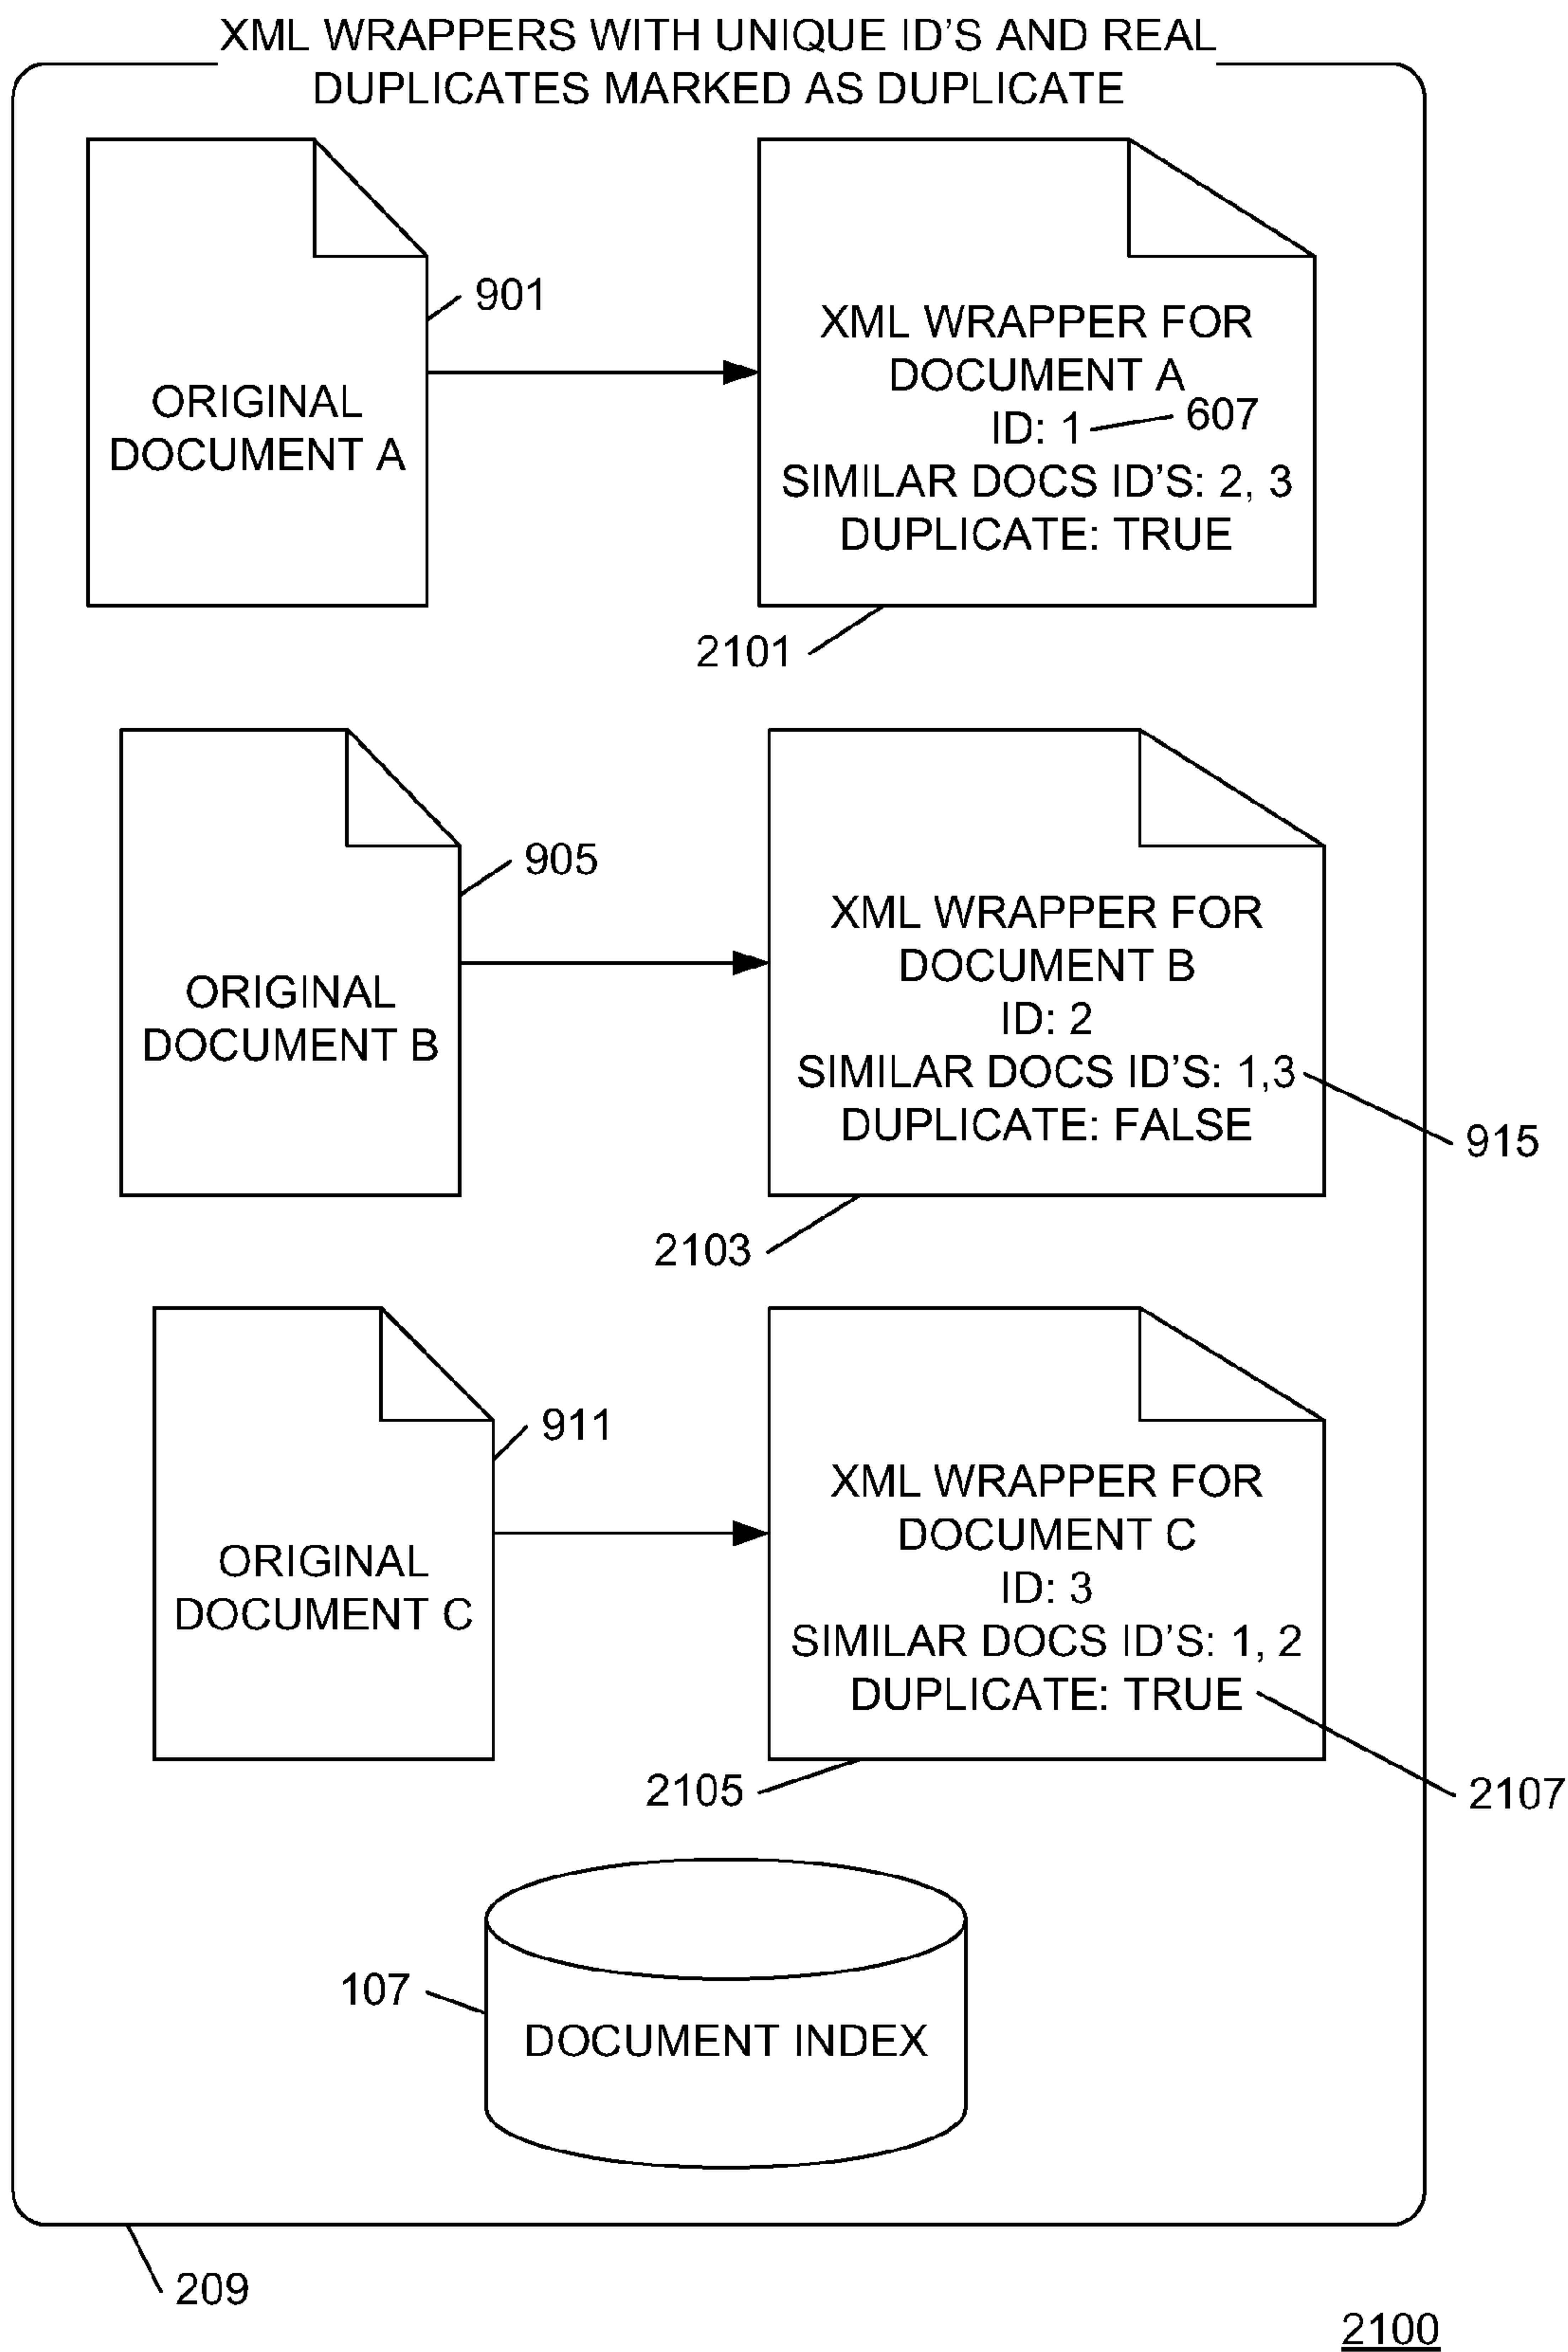 XML WRAPPERS WITH UNIQUE ID'S AND REAL
DUPLICATES MARKED AS DUPLICATE
901
ORIGINAL
DOCUMENT A
XML WRAPPER FOR
DOCUMENT A
ID: 1
607
SIMILAR DOCS ID'S: 2, 3
DUPLICATE: TRUE
2101
905
ORIGINAL
DOCUMENT B
XML WRAPPER FOR
DOCUMENT B
ID: 2
SIMILAR DOCS ID'S: 1,3
DUPLICATE: FALSE
915
2103
911
ORIGINAL
DOCUMENT C
XML WRAPPER FOR
DOCUMENT C
ID: 3
SIMILAR DOCS ID'S: 1, 2
DUPLICATE: TRUE
2105
2107
107
DOCUMENT INDEX
209
2100